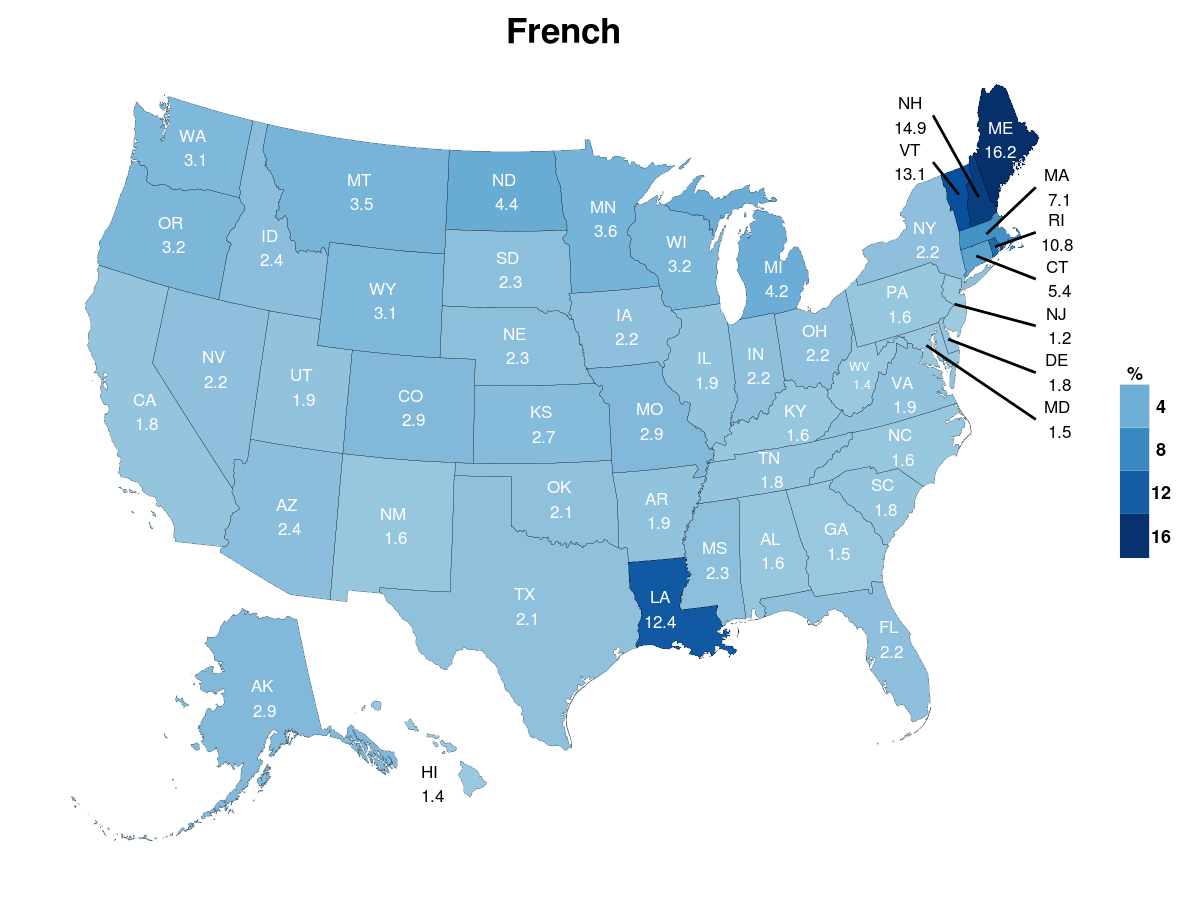 French
NH
14.9
VT
13.1
ME
16.2
MA
7.1
RI
10.8
CT
5.4
NJ
1.2
DE
1.8
MD
1.5
WA
3.1
MT
3.5
ND
4.4
MN
3.6
OR
3.2
ID
2.4
WY
3.1
SD
2.3
WI
3.2
MI
4.2
NY
2.2
PA
1.6
NE
2.3
IA
2.2
IL
1.9
IN
2.2
OH
2.2
WV
1.4
VA
1.9
NV
2.2
UT
1.9
CO
2.9
KS
2.7
MO
2.9
KY
1.6
NC
1.6
CA
1.8
TN
1.8
SC
1.8
AZ
2.4
NM
1.6
OK
2.1
AR
1.9
MS
2.3
AL
1.6
GA
1.5
TX
2.1
LA
12.4
FL
2.2
AK
2.9
HI
1.4
%
4
8
12
16